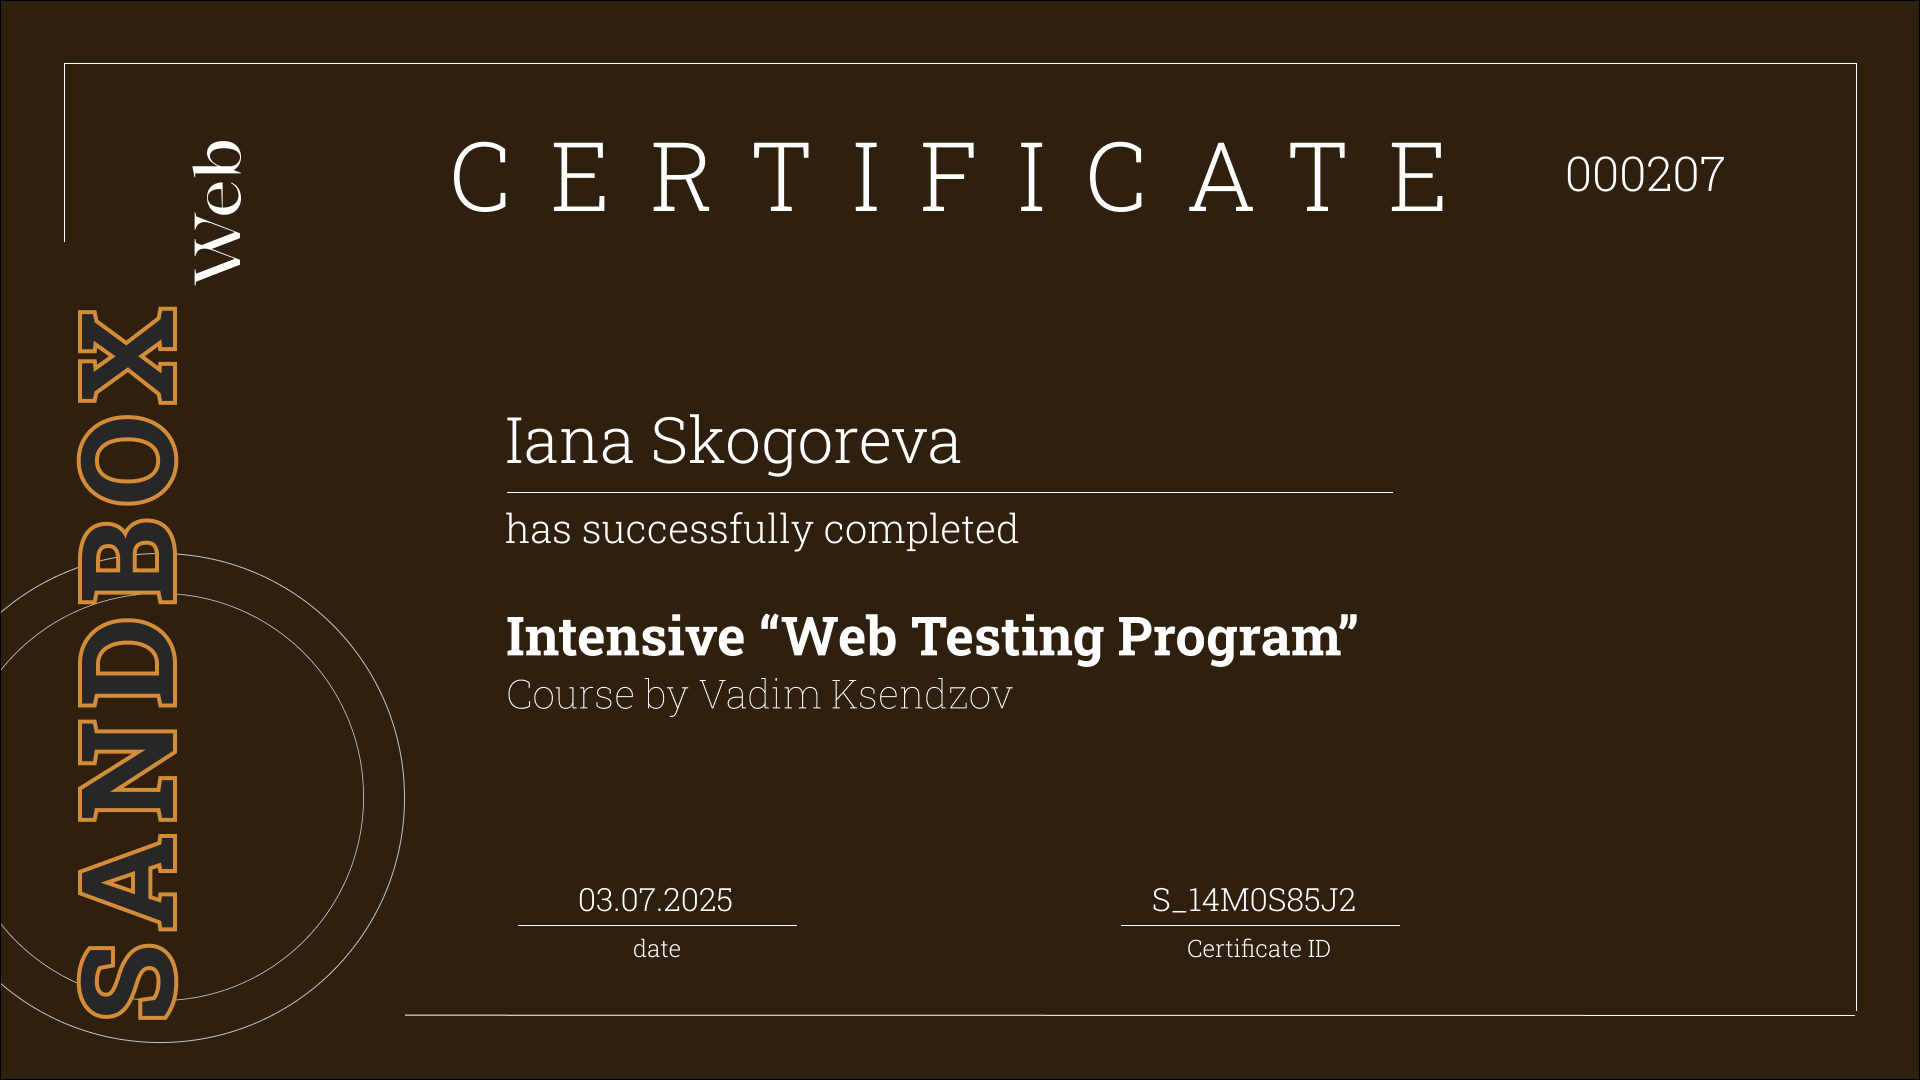 CERTIFICATE
000207
Web
SANDBOX
Iana Skogoreva
has successfully completed
Intensive “Web Testing Program”
Course by Vadim Ksendzov
03.07.2025
date
S_14M0S85J2
Certificate ID